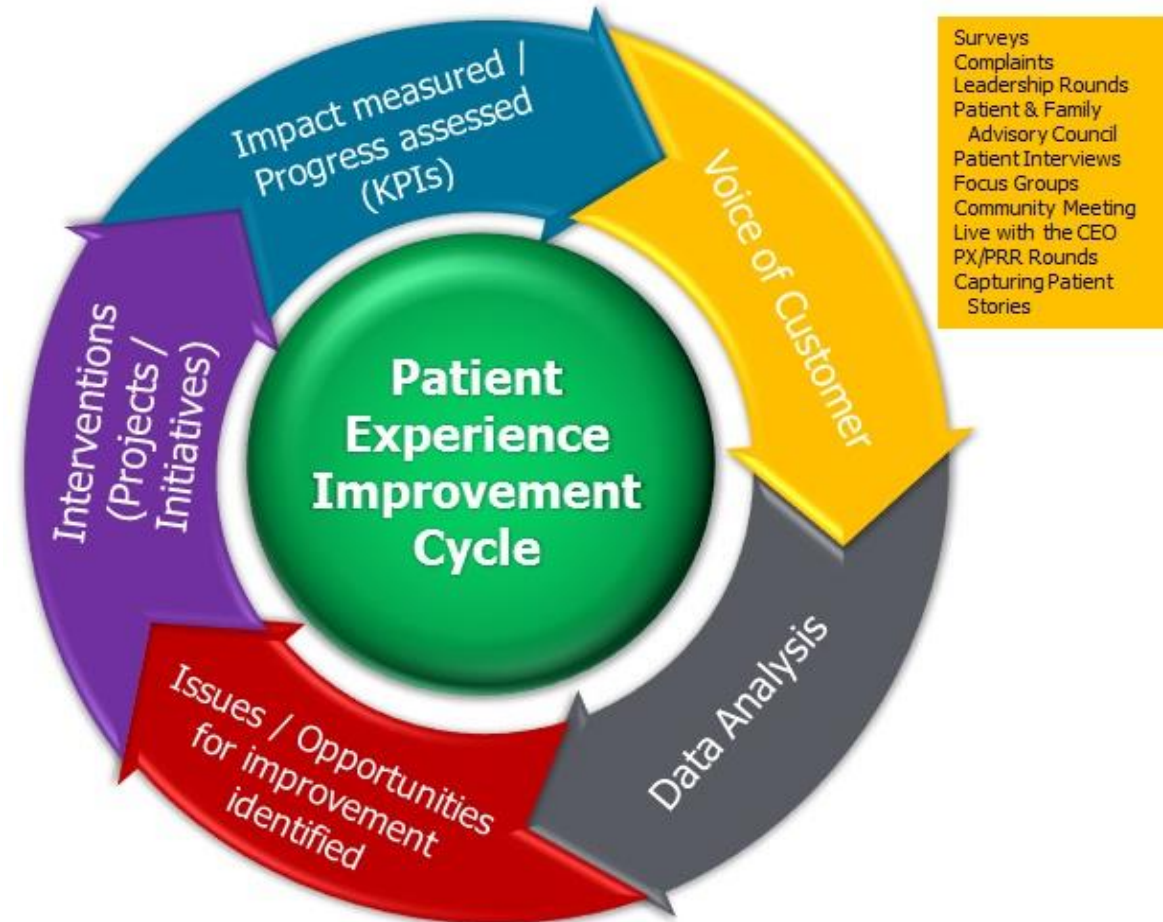 Surveys
Complaints
Leadership Rounds
Patient & Family
Advisory Council
Patient Interviews
Focus Groups
Community Meeting
Live with the CEO
PX/PRR Rounds
Capturing Patient
Stories
Patient
Experience
Improvement
Cycle
Voice of Customer
Data Analysis
Issues / Opportunities
for improvement
identified
Interventions
(Projects /
Initiatives)
Impact measured /
Progress assessed
(KPIs)